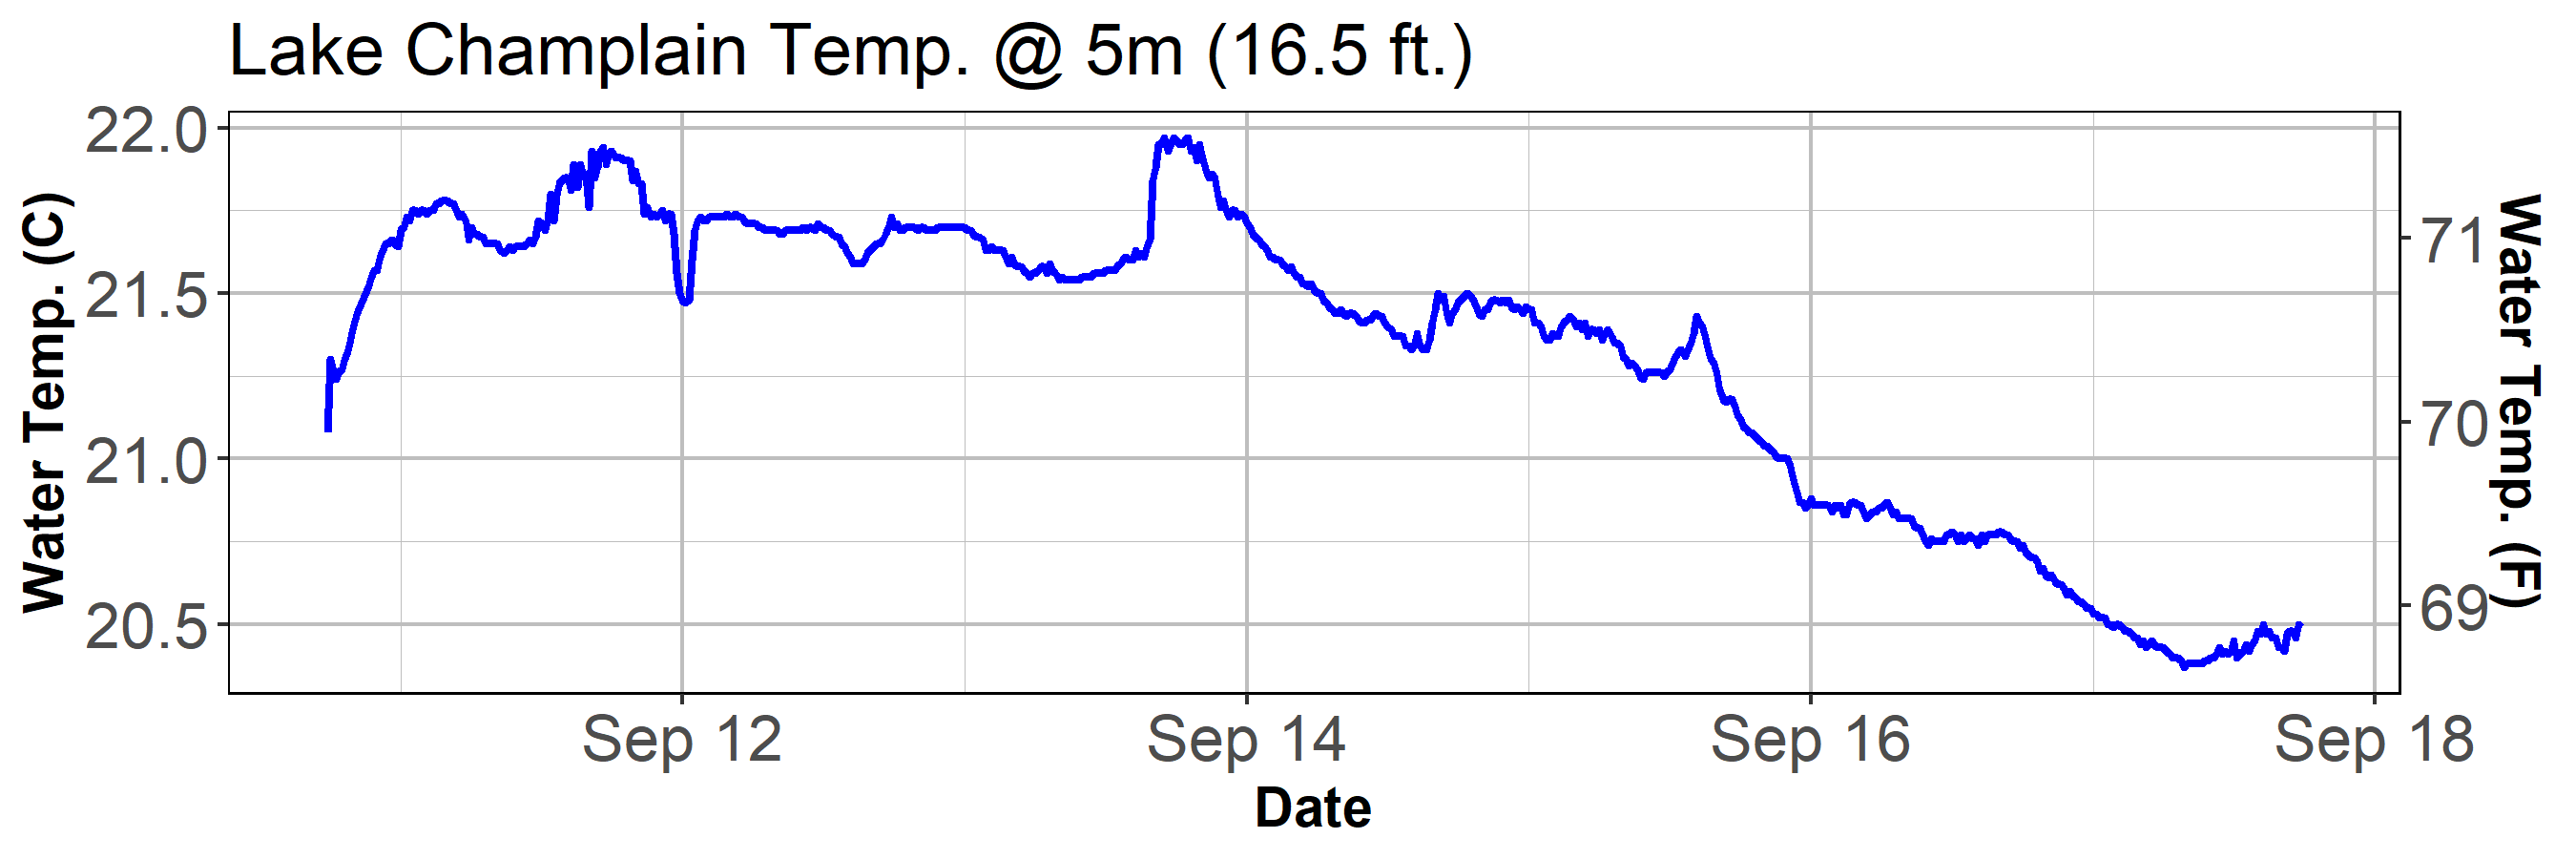 Lake Champlain Temp. @ 5m (16.5 ft.)
Water Temp. (C)
22.0
21.5
21.0
20.5
71
70
69
Water Temp. (F)
Sep 12
Sep 14
Sep 16
Sep 18
Date